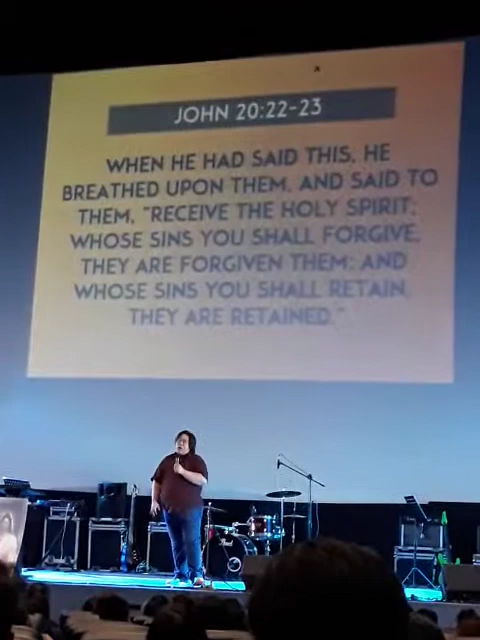 JOHN 20:22-23
WHEN HE HAD SAID THIS, HE
BREATHED UPON THEM, AND SAID TO
THEM, "RECEIVE THE HOLY SPIRIT;
WHOSE SINS YOU SHALL FORGIVE,
THEY ARE FORGIVEN THEM; AND
WHOSE SINS YOU SHALL RETAIN,
THEY ARE RETAINED."